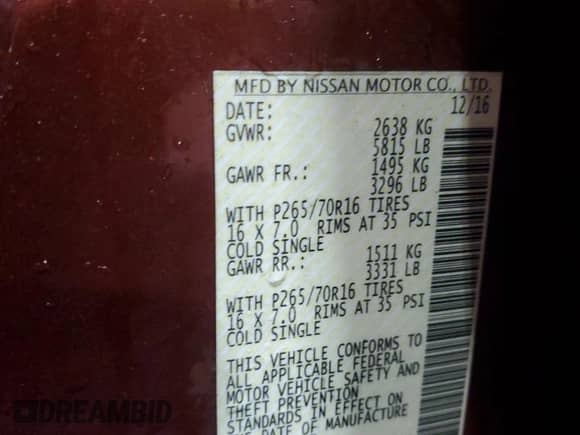 MFD BY NISSAN MOTOR CO., LTD.
DATE: 12/16
GVWR: 2638 KG
5815 LB
GAWR FR.: 1495 KG
3296 LB
WITH P265/70R16 TIRES
16 X 7.0 RIMS AT 35 PSI
COLD SINGLE
GAWR RR.: 1511 KG
3331 LB
WITH P265/70R16 TIRES
16 X 7.0 RIMS AT 35 PSI
COLD SINGLE
THIS VEHICLE CONFORMS TO
ALL APPLICABLE FEDERAL
MOTOR VEHICLE SAFETY AND
THEFT PREVENTION
STANDARDS IN EFFECT ON
DATE OF MANUFACTURE
DREAMBID